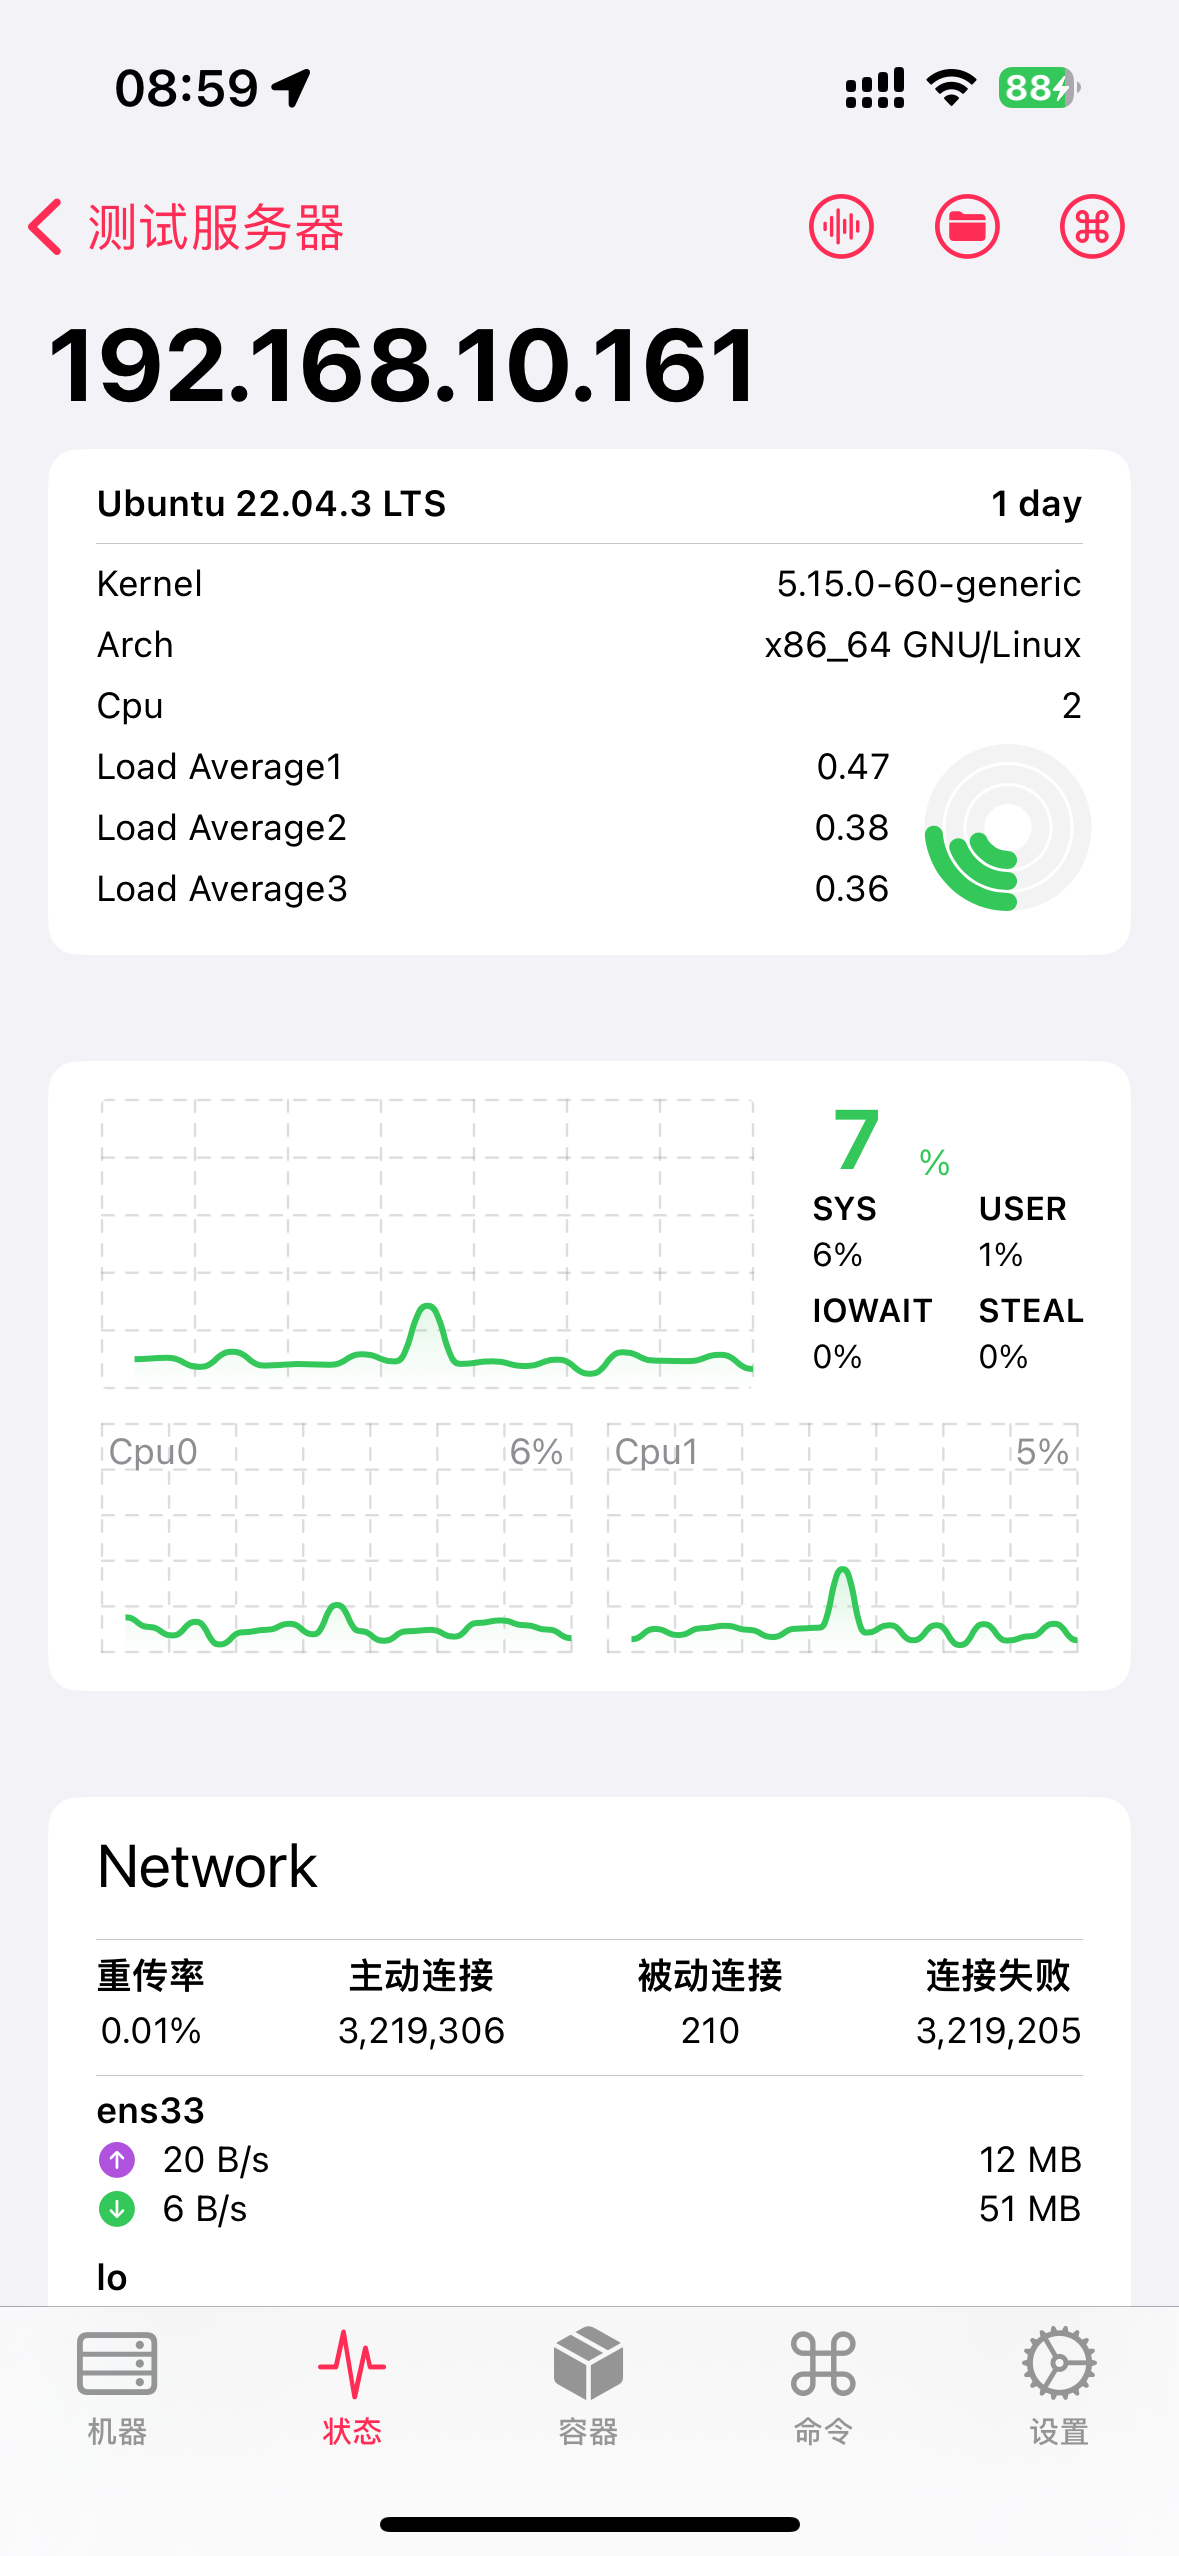 08:59
88
测试服务器
192.168.10.161
Ubuntu 22.04.3 LTS 1 day
Kernel 5.15.0-60-generic
Arch x86_64 GNU/Linux
Cpu 2
Load Average1 0.47
Load Average2 0.38
Load Average3 0.36
7 %
SYS USER
6% 1%
IOWAIT STEAL
0% 0%
Cpu0 6% Cpu1 5%
Network
重传率 主动连接 被动连接 连接失败
0.01% 3,219,306 210 3,219,205
ens33
20 B/s 12 MB
6 B/s 51 MB
lo
机器 状态 容器 命令 设置